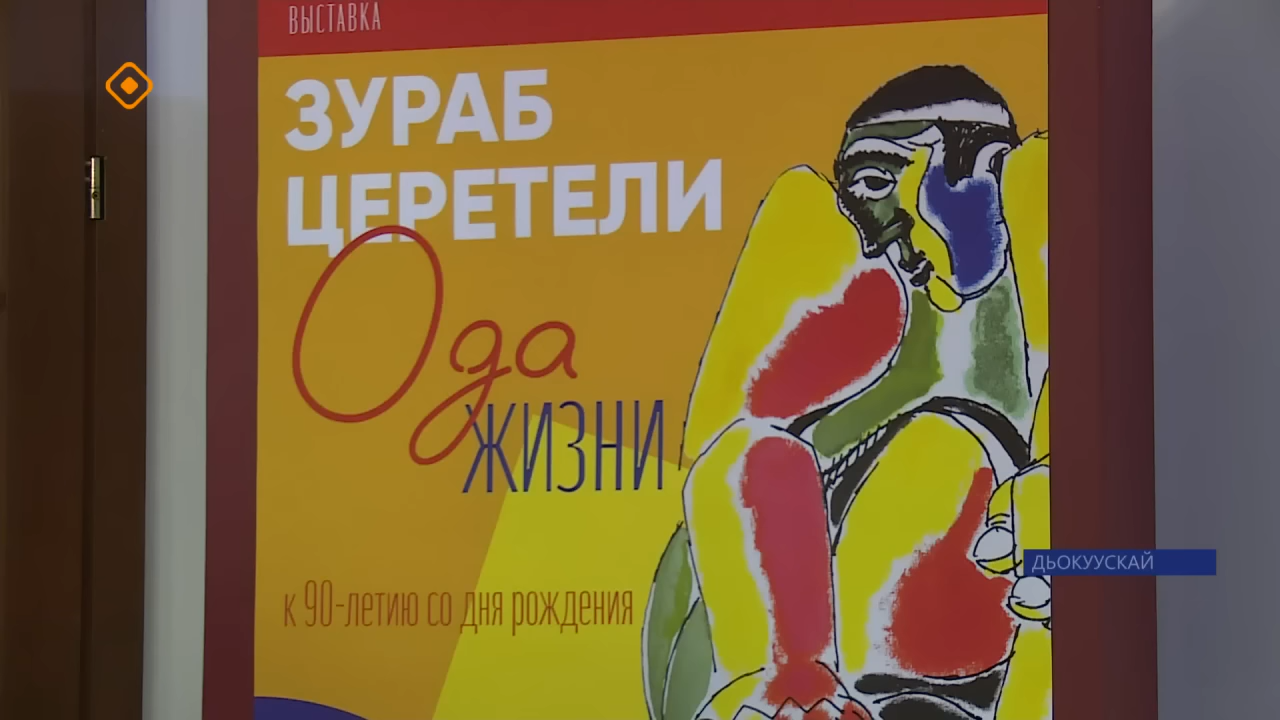 ВЫСТАВКА
ЗУРАБ
ЦЕРЕТЕЛИ
Ода
ЖИЗНИ
к 90-летию со дня рождения
ДЬОКУУСКАЙ